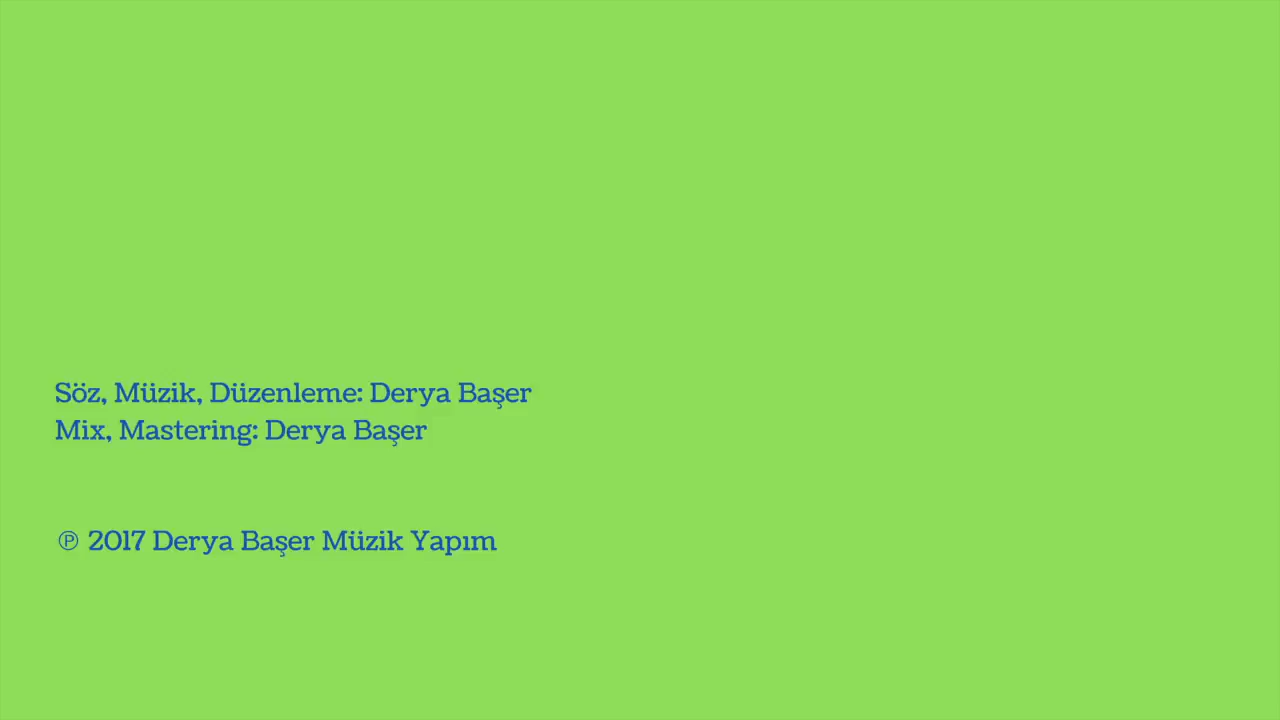 Söz, Müzik, Düzenleme: Derya Başer
Mix, Mastering: Derya Başer
℗ 2017 Derya Başer Müzik Yapım